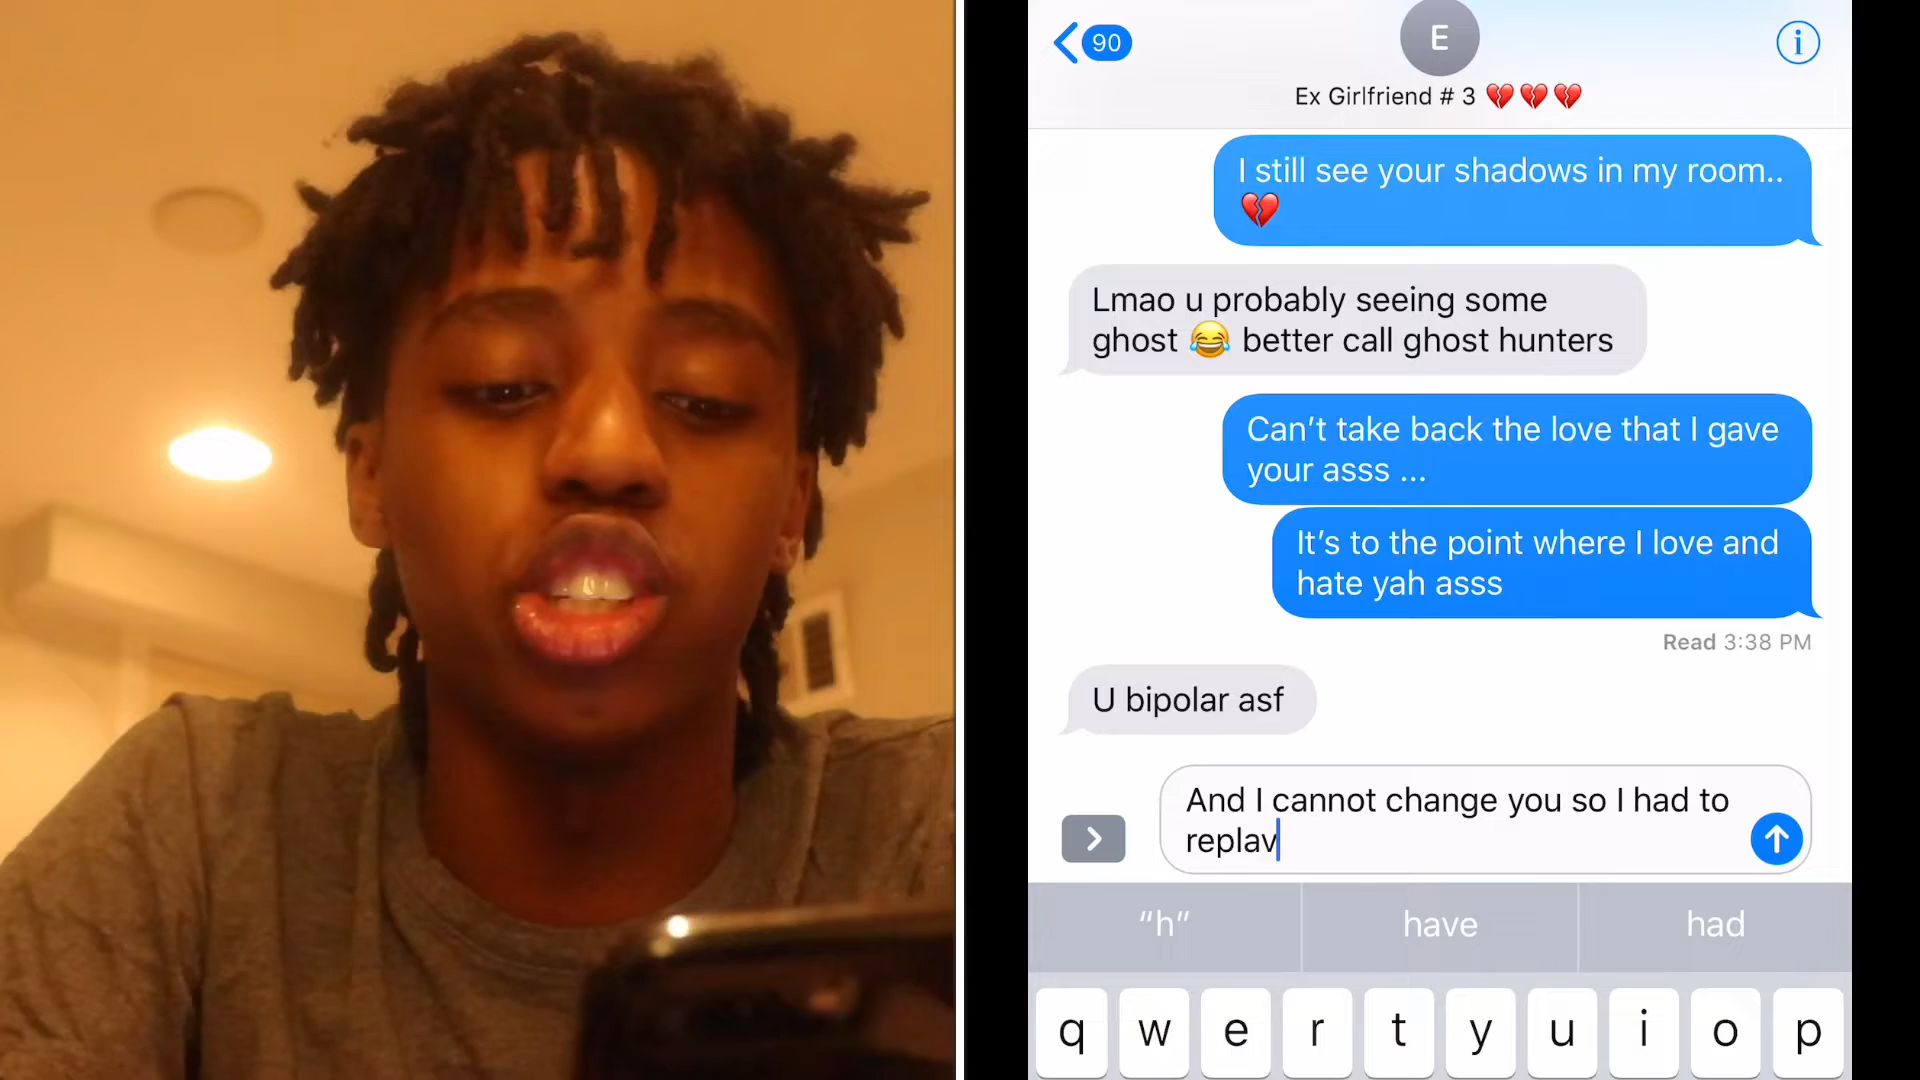 90
E
Ex Girlfriend # 3 💔💔💔
I still see your shadows in my room..
💔
Lmao u probably seeing some
ghost 😂 better call ghost hunters
Can’t take back the love that I gave
your asss ...
It’s to the point where I love and
hate yah asss
Read 3:38 PM
U bipolar asf
And I cannot change you so I had to
replav
“h” have had
q w e r t y u i o p